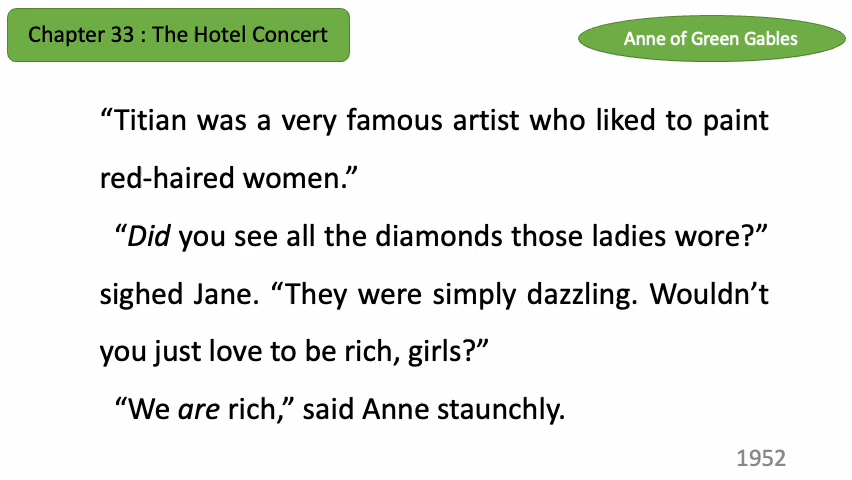 Chapter 33 : The Hotel Concert
Anne of Green Gables
“Titian was a very famous artist who liked to paint
red-haired women.”
“Did you see all the diamonds those ladies wore?”
sighed Jane. “They were simply dazzling. Wouldn’t
you just love to be rich, girls?”
“We are rich,” said Anne staunchly.
1952